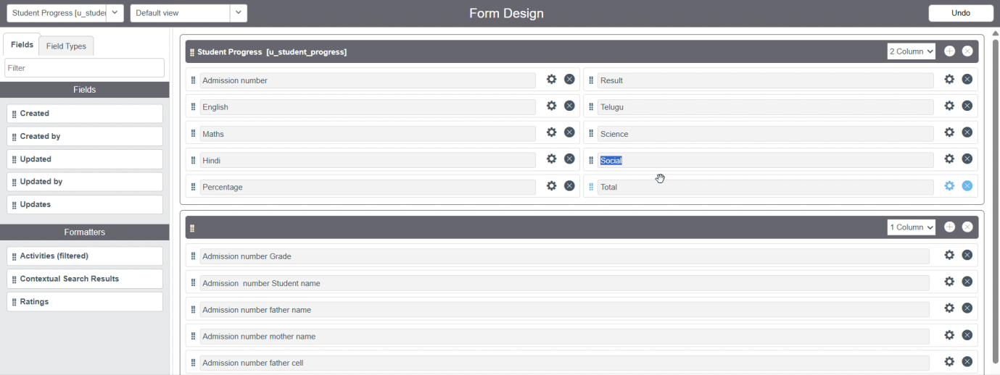 Student Progress [u_studer
Default view
Form Design
Undo
Fields
Field Types
Filter
Fields
Created
Created by
Updated
Updated by
Updates
Formatters
Activities (filtered)
Contextual Search Results
Ratings
Student Progress [u_student_progress]
2 Column
Admission number
Result
English
Telugu
Maths
Science
Hindi
Social
Percentage
Total
1 Column
Admission number Grade
Admission number Student name
Admission number father name
Admission number mother name
Admission number father cell